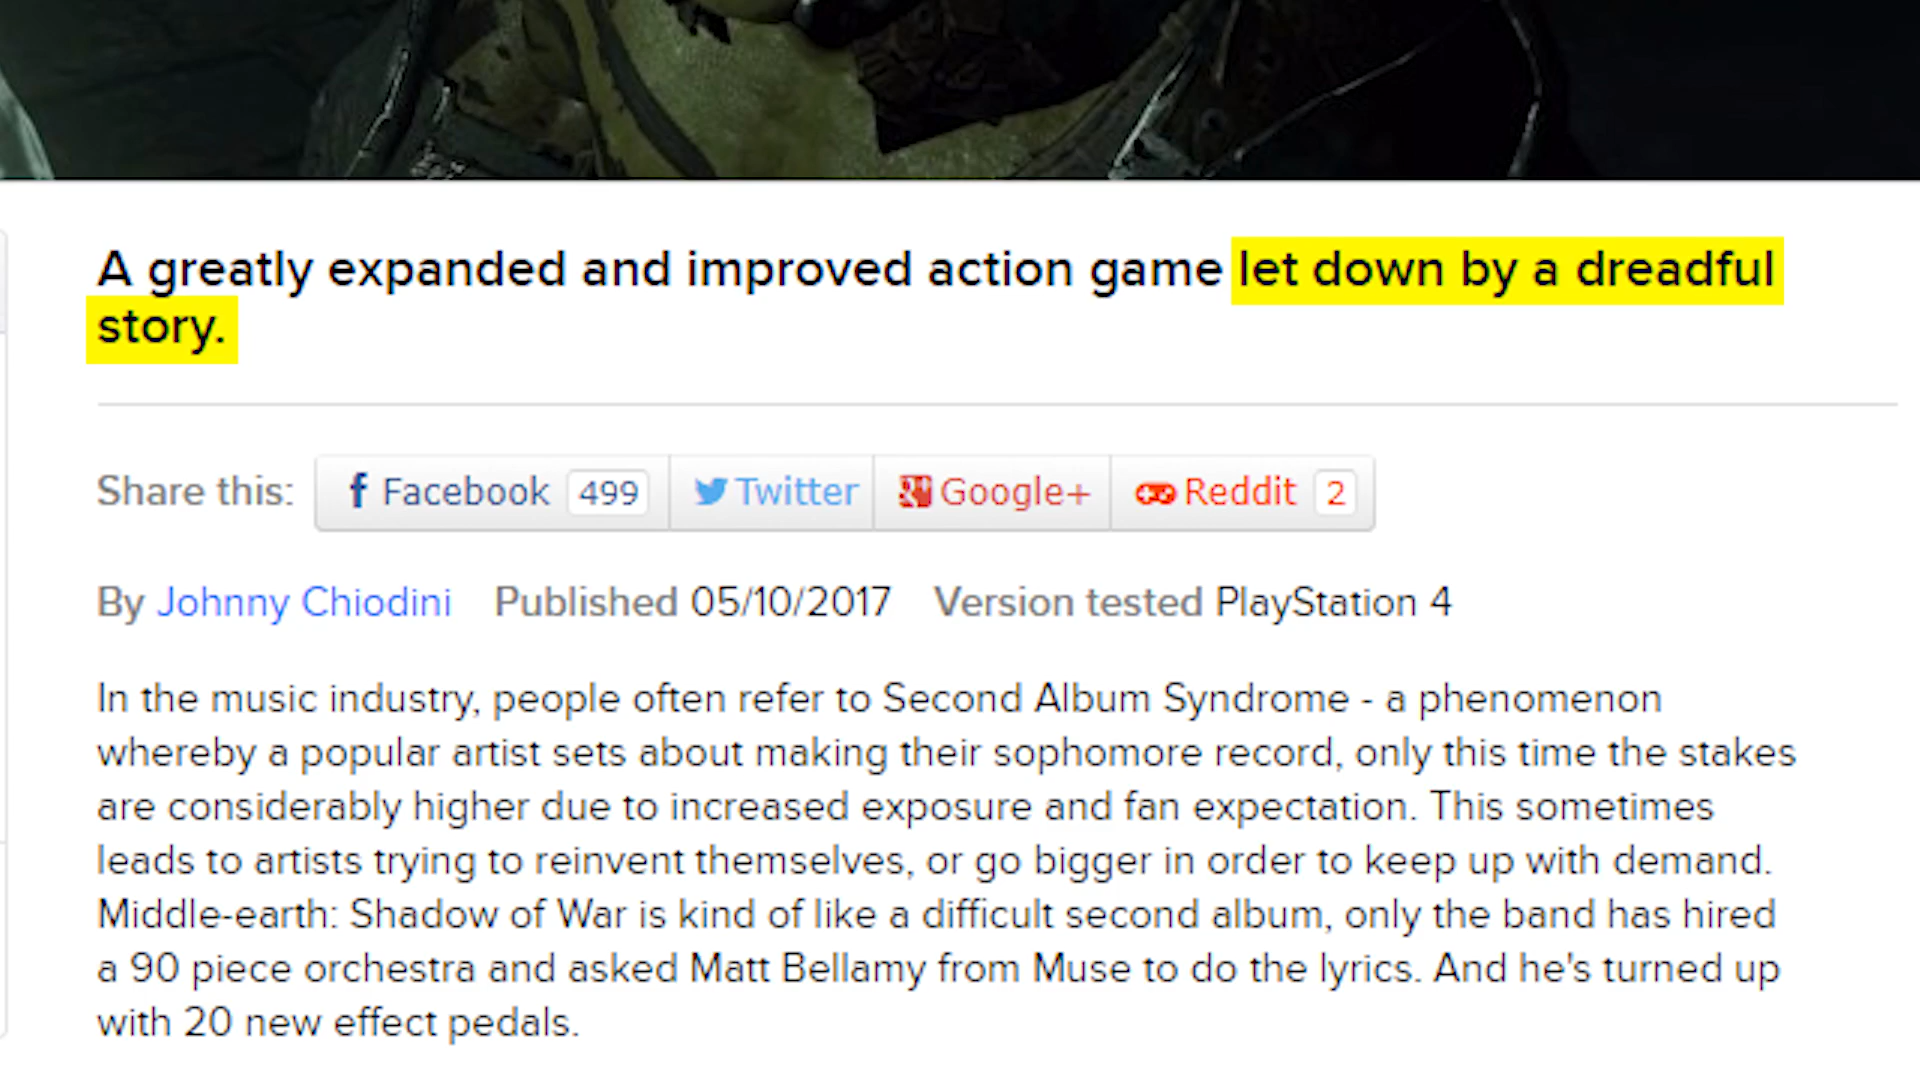 A greatly expanded and improved action game let down by a dreadful
story.
Share this: Facebook 499 Twitter Google+ Reddit 2
By Johnny Chiodini Published 05/10/2017 Version tested PlayStation 4
In the music industry, people often refer to Second Album Syndrome - a phenomenon
whereby a popular artist sets about making their sophomore record, only this time the stakes
are considerably higher due to increased exposure and fan expectation. This sometimes
leads to artists trying to reinvent themselves, or go bigger in order to keep up with demand.
Middle-earth: Shadow of War is kind of like a difficult second album, only the band has hired
a 90 piece orchestra and asked Matt Bellamy from Muse to do the lyrics. And he's turned up
with 20 new effect pedals.